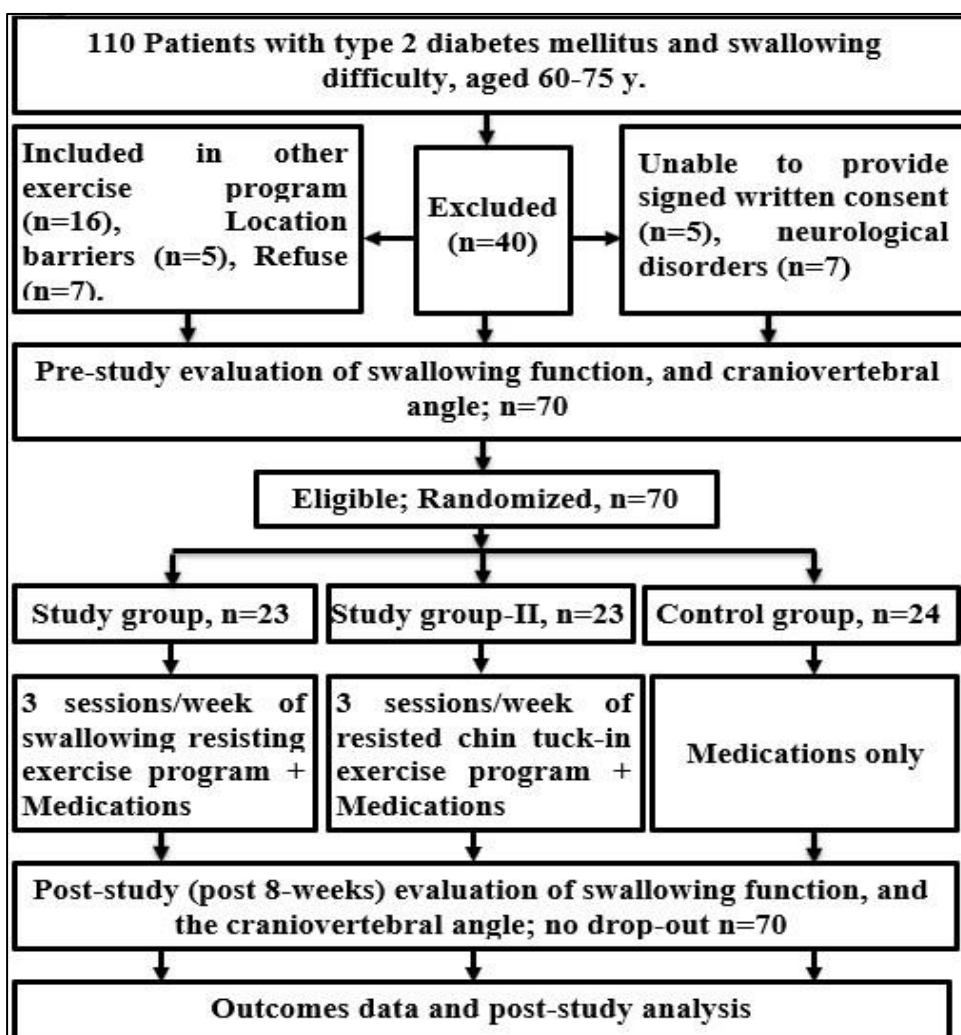 110 Patients with type 2 diabetes mellitus and swallowing
difficulty, aged 60-75 y.
Included in other
exercise program
(n=16), Location
barriers (n=5), Refuse
(n=7).
Excluded
(n=40)
Unable to provide
signed written consent
(n=5), neurological
disorders (n=7)
Pre-study evaluation of swallowing function, and craniovertebral
angle; n=70
Eligible; Randomized, n=70
Study group, n=23
Study group-II, n=23
Control group, n=24
3 sessions/week of
swallowing resisting
exercise program +
Medications
3 sessions/week of
resisted chin tuck-in
exercise program +
Medications
Medications only
Post-study (post 8-weeks) evaluation of swallowing function, and
the craniovertebral angle; no drop-out n=70
Outcomes data and post-study analysis